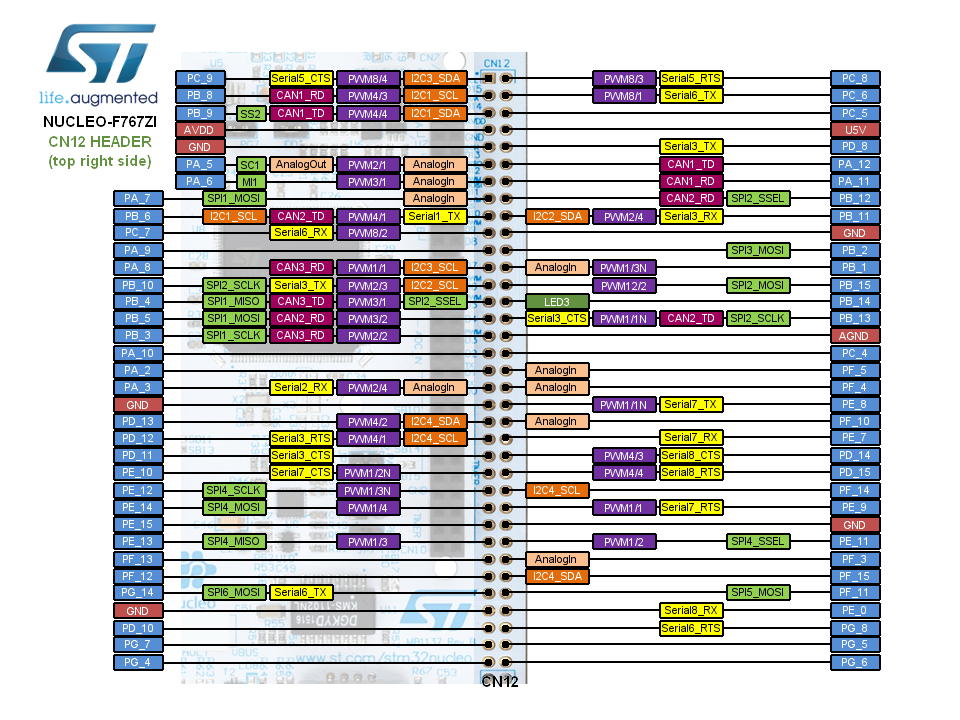 life.augmented
NUCLEO-F767ZI
CN12 HEADER
(top right side)
CN12
PC_9 Serial5_CTS PWM8/4 I2C3_SDA PWM8/3 Serial5_RTS PC_8
PB_8 CAN1_RD PWM4/3 I2C1_SCL PWM8/1 Serial6_TX PC_6
PB_9 SS2 CAN1_TD PWM4/4 I2C1_SDA PC_5
AVDD U5V
GND Serial3_TX PD_8
PA_5 SC1 AnalogOut PWM2/1 AnalogIn CAN1_TD PA_12
PA_6 MI1 PWM3/1 AnalogIn CAN1_RD PA_11
PA_7 SPI1_MOSI AnalogIn CAN2_RD SPI2_SSEL PB_12
PB_6 I2C1_SCL CAN2_TD PWM4/1 Serial1_TX I2C2_SDA PWM2/4 Serial3_RX PB_11
PC_7 Serial6_RX PWM8/2 GND
PA_9 SPI3_MOSI PB_2
PA_8 CAN3_RD PWM1/1 I2C3_SCL AnalogIn PWM1/3N PB_1
PB_10 SPI2_SCLK Serial3_TX PWM2/3 I2C2_SCL PWM12/2 SPI2_MOSI PB_15
PB_4 SPI1_MISO CAN3_TD PWM3/1 SPI2_SSEL LED3 PB_14
PB_5 SPI1_MOSI CAN2_RD PWM3/2 Serial3_CTS PWM1/1N CAN2_TD SPI2_SCLK PB_13
PB_3 SPI1_SCLK CAN3_RD PWM2/2 AGND
PA_10 PC_4
PA_2 AnalogIn PF_5
PA_3 Serial2_RX PWM2/4 AnalogIn AnalogIn PF_4
GND PWM1/1N Serial7_TX PE_8
PD_13 PWM4/2 I2C4_SDA AnalogIn PF_10
PD_12 Serial3_RTS PWM4/1 I2C4_SCL Serial7_RX PE_7
PD_11 Serial3_CTS PWM4/3 Serial8_CTS PD_14
PE_10 Serial7_CTS PWM1/2N PWM4/4 Serial8_RTS PD_15
PE_12 SPI4_SCLK PWM1/3N I2C4_SCL PF_14
PE_14 SPI4_MOSI PWM1/4 PWM1/1 Serial7_RTS PE_9
PE_15 GND
PE_13 SPI4_MISO PWM1/3 PWM1/2 SPI4_SSEL PE_11
PF_13 AnalogIn PF_3
PF_12 I2C4_SDA PF_15
PG_14 SPI6_MOSI Serial6_TX SPI5_MOSI PF_11
GND Serial8_RX PE_0
PD_10 Serial6_RTS PG_8
PG_7 PG_5
PG_4 PG_6
www.st.com/stm32nucleo
CN12